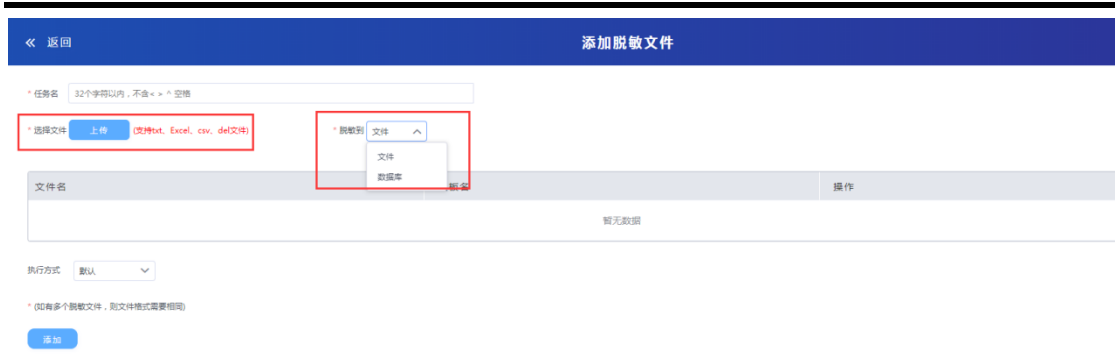 « 返回
添加脱敏文件
* 任务名 32个字符以内，不含< > ^ 空格
* 选择文件 上传 (支持txt、Excel、csv、del文件) * 脱敏到 文件
文件
数据库
文件名 板名 操作
暂无数据
执行方式 默认
* (如有多个脱敏文件，则文件格式需要相同)
添加